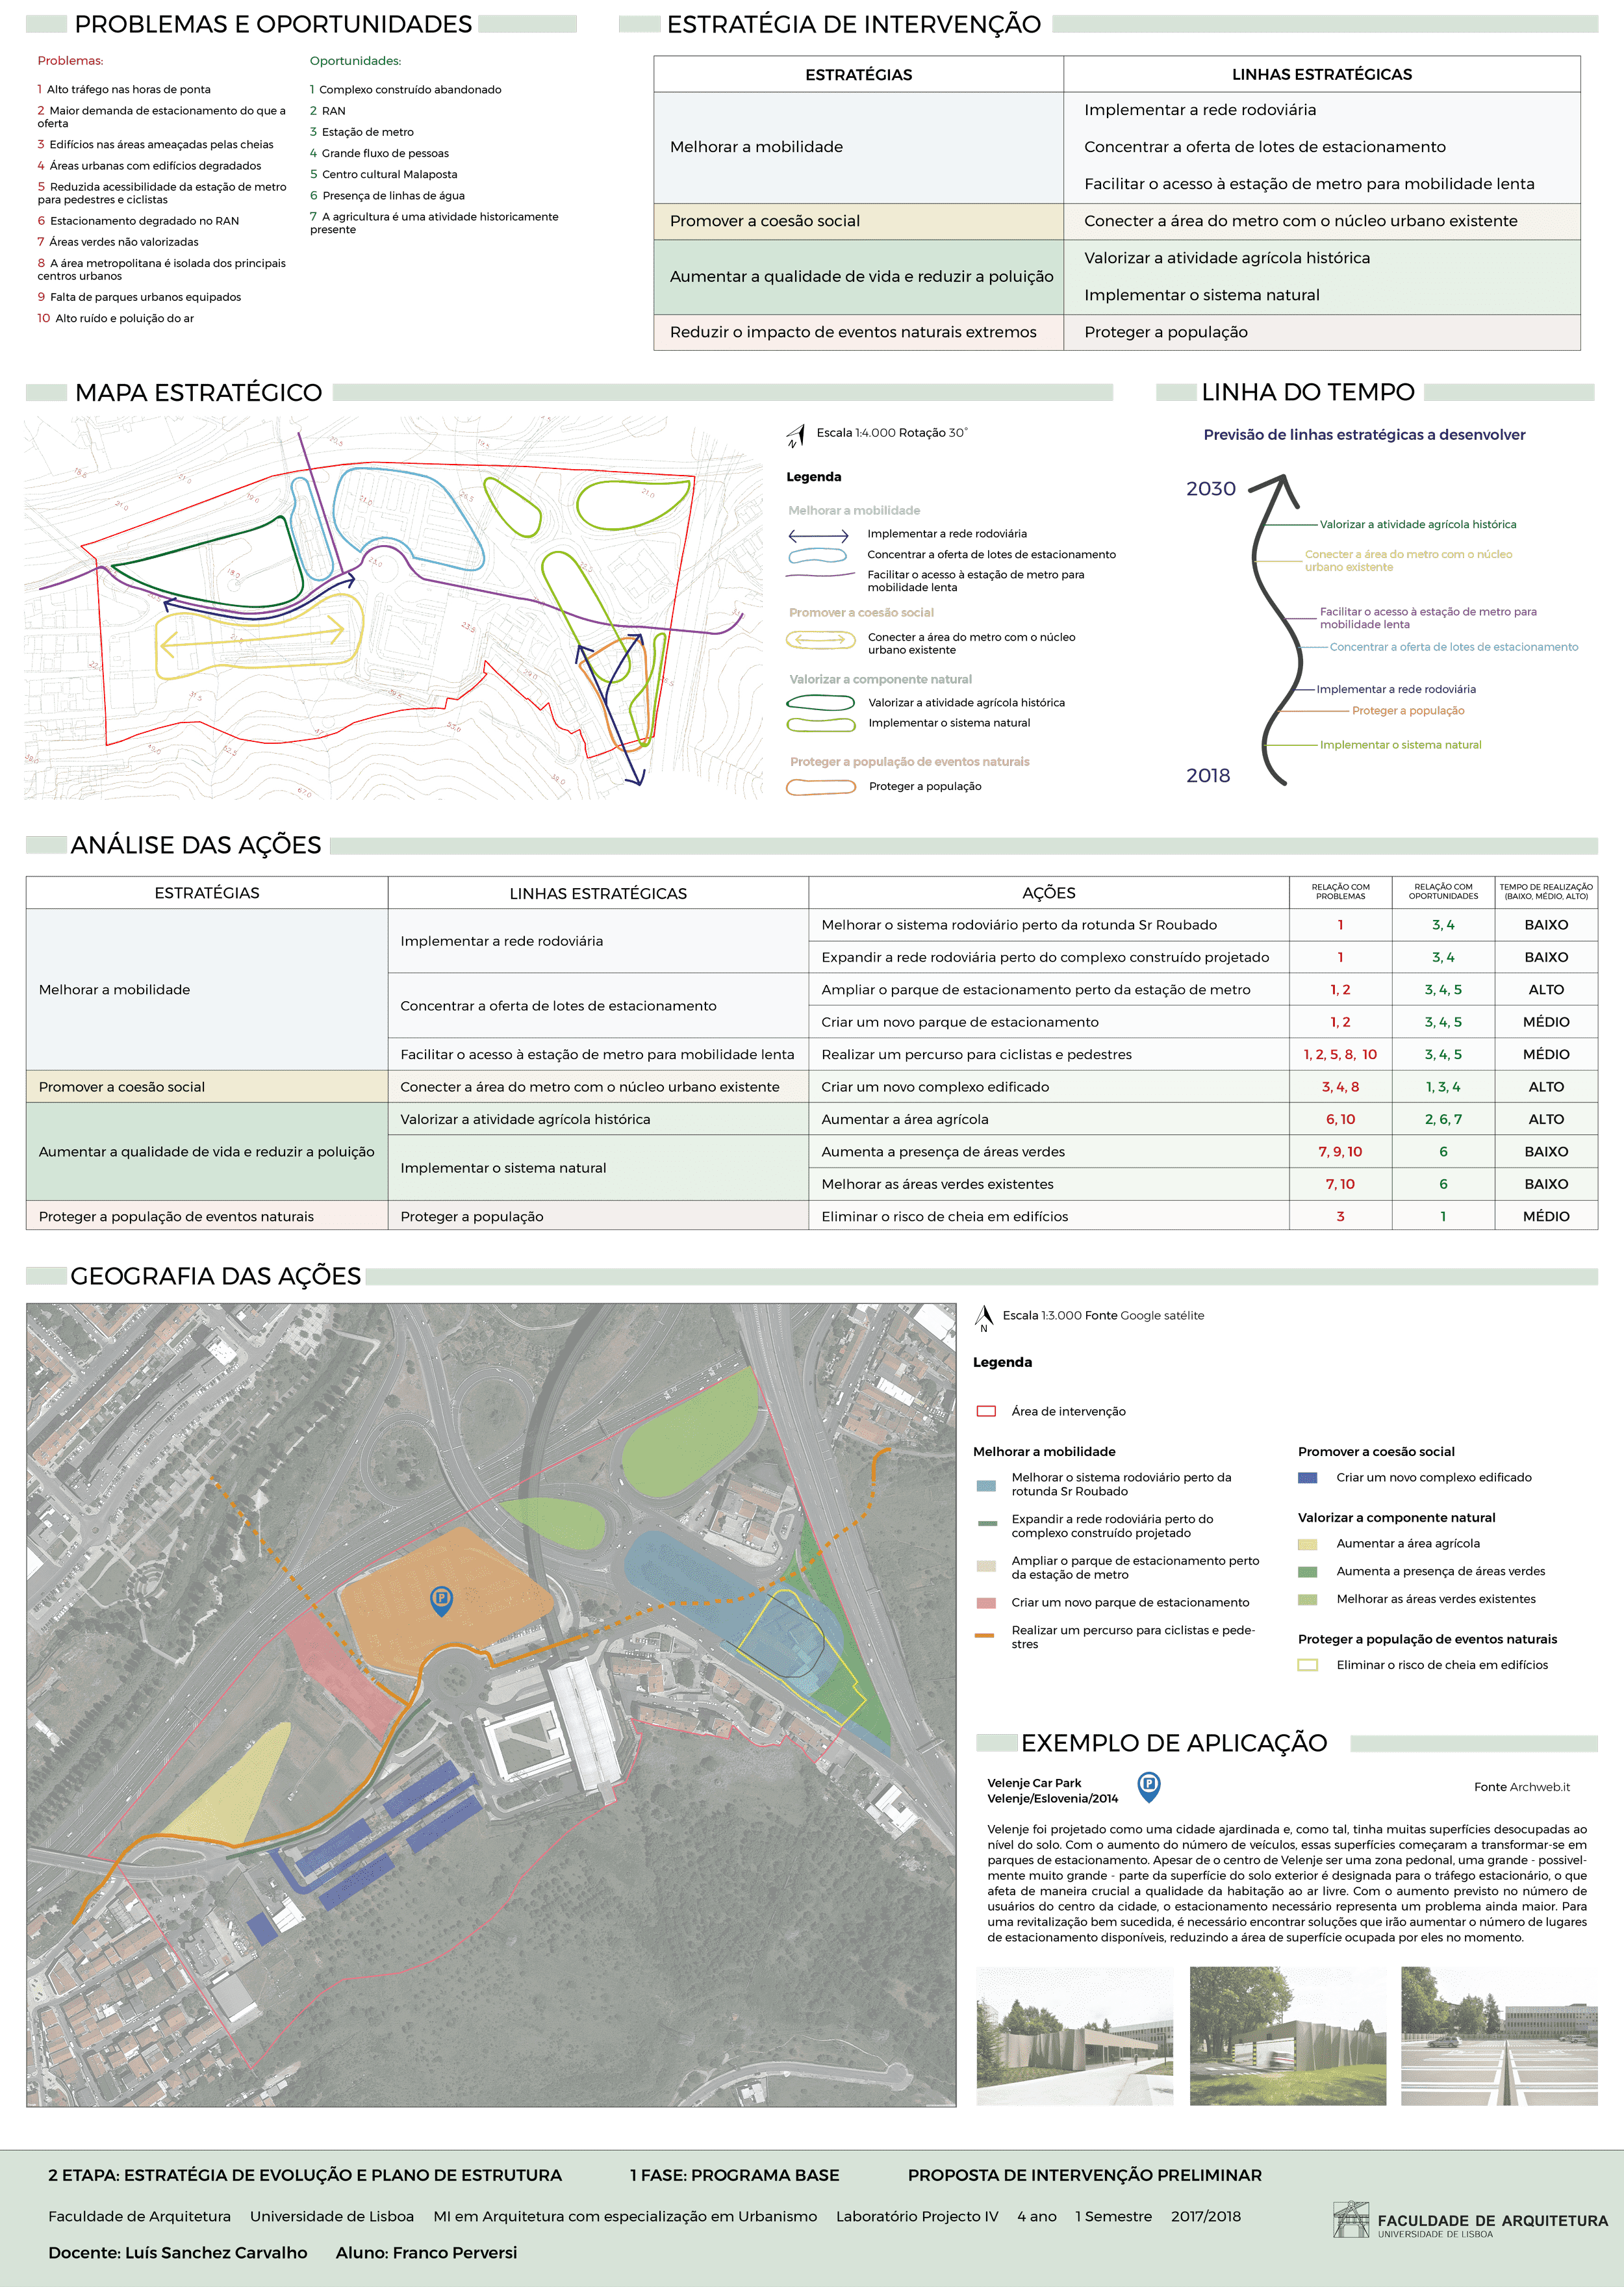 PROBLEMAS E OPORTUNIDADES
Problemas:
1 Alto tráfego nas horas de ponta
2 Maior demanda de estacionamento do que a
oferta
3 Edifícios nas áreas ameaçadas pelas cheias
4 Áreas urbanas com edifícios degradados
5 Reduzida acessibilidade da estação de metro
para pedestres e ciclistas
6 Estacionamento degradado no RAN
7 Áreas verdes não valorizadas
8 A área metropolitana é isolada dos principais
centros urbanos
9 Falta de parques urbanos equipados
10 Alto ruído e poluição do ar
Oportunidades:
1 Complexo construído abandonado
2 RAN
3 Estação de metro
4 Grande fluxo de pessoas
5 Centro cultural Malaposta
6 Presença de linhas de água
7 A agricultura é uma atividade historicamente
presente
ESTRATÉGIA DE INTERVENÇÃO
ESTRATÉGIAS LINHAS ESTRATÉGICAS
Melhorar a mobilidade
Implementar a rede rodoviária
Concentrar a oferta de lotes de estacionamento
Facilitar o acesso à estação de metro para mobilidade lenta
Promover a coesão social
Conecter a área do metro com o núcleo urbano existente
Aumentar a qualidade de vida e reduzir a poluição
Valorizar a atividade agrícola histórica
Implementar o sistema natural
Reduzir o impacto de eventos naturais extremos
Proteger a população
MAPA ESTRATÉGICO
N
Escala 1:4.000 Rotação 30°
Legenda
Melhorar a mobilidade
Implementar a rede rodoviária
Concentrar a oferta de lotes de estacionamento
Facilitar o acesso à estação de metro para
mobilidade lenta
Promover a coesão social
Conecter a área do metro com o núcleo
urbano existente
Valorizar a componente natural
Valorizar a atividade agrícola histórica
Implementar o sistema natural
Proteger a população de eventos naturais
Proteger a população
LINHA DO TEMPO
Previsão de linhas estratégicas a desenvolver
2030
Valorizar a atividade agrícola histórica
Conecter a área do metro com o núcleo
urbano existente
Facilitar o acesso à estação de metro para
mobilidade lenta
Concentrar a oferta de lotes de estacionamento
Implementar a rede rodoviária
Proteger a população
Implementar o sistema natural
2018
ANÁLISE DAS AÇÕES
ESTRATÉGIAS LINHAS ESTRATÉGICAS AÇÕES
RELAÇÃO COM
PROBLEMAS
RELAÇÃO COM
OPORTUNIDADES
TEMPO DE REALIZAÇÃO
(BAIXO, MÉDIO, ALTO)
Melhorar a mobilidade
Implementar a rede rodoviária
Melhorar o sistema rodoviário perto da rotunda Sr Roubado 1 3, 4 BAIXO
Expandir a rede rodoviária perto do complexo construído projetado 1 3, 4 BAIXO
Concentrar a oferta de lotes de estacionamento
Ampliar o parque de estacionamento perto da estação de metro 1, 2 3, 4, 5 ALTO
Criar um novo parque de estacionamento 1, 2 3, 4, 5 MÉDIO
Facilitar o acesso à estação de metro para mobilidade lenta Realizar um percurso para ciclistas e pedestres 1, 2, 5, 8, 10 3, 4, 5 MÉDIO
Promover a coesão social Conecter a área do metro com o núcleo urbano existente Criar um novo complexo edificado 3, 4, 8 1, 3, 4 ALTO
Aumentar a qualidade de vida e reduzir a poluição
Valorizar a atividade agrícola histórica Aumentar a área agrícola 6, 10 2, 6, 7 ALTO
Implementar o sistema natural
Aumenta a presença de áreas verdes 7, 9, 10 6 BAIXO
Melhorar as áreas verdes existentes 7, 10 6 BAIXO
Proteger a população de eventos naturais Proteger a população Eliminar o risco de cheia em edifícios 3 1 MÉDIO
GEOGRAFIA DAS AÇÕES
P
N
Escala 1:3.000 Fonte Google satélite
Legenda
Área de intervenção
Melhorar a mobilidade
Melhorar o sistema rodoviário perto da
rotunda Sr Roubado
Expandir a rede rodoviária perto do
complexo construído projetado
Ampliar o parque de estacionamento perto
da estação de metro
Criar um novo parque de estacionamento
Realizar um percurso para ciclistas e pede-
stres
Promover a coesão social
Criar um novo complexo edificado
Valorizar a componente natural
Aumentar a área agrícola
Aumenta a presença de áreas verdes
Melhorar as áreas verdes existentes
Proteger a população de eventos naturais
Eliminar o risco de cheia em edifícios
EXEMPLO DE APLICAÇÃO
Velenje Car Park
Velenje/Eslovenia/2014
P
Fonte Archweb.it
Velenje foi projetado como uma cidade ajardinada e, como tal, tinha muitas superfícies desocupadas ao
nível do solo. Com o aumento do número de veículos, essas superfícies começaram a transformar-se em
parques de estacionamento. Apesar de o centro de Velenje ser uma zona pedonal, uma grande - possivel-
mente muito grande - parte da superfície do solo exterior é designada para o tráfego estacionário, o que
afeta de maneira crucial a qualidade da habitação ao ar livre. Com o aumento previsto no número de
usuários do centro da cidade, o estacionamento necessário representa um problema ainda maior. Para
uma revitalização bem sucedida, é necessário encontrar soluções que irão aumentar o número de lugares
de estacionamento disponíveis, reduzindo a área de superfície ocupada por eles no momento.
2 ETAPA: ESTRATÉGIA DE EVOLUÇÃO E PLANO DE ESTRUTURA 1 FASE: PROGRAMA BASE PROPOSTA DE INTERVENÇÃO PRELIMINAR
Faculdade de Arquitetura Universidade de Lisboa MI em Arquitetura com especialização em Urbanismo Laboratório Projecto IV 4 ano 1 Semestre 2017/2018
Docente: Luís Sanchez Carvalho Aluno: Franco Perversi
FACULDADE DE ARQUITETURA
UNIVERSIDADE DE LISBOA